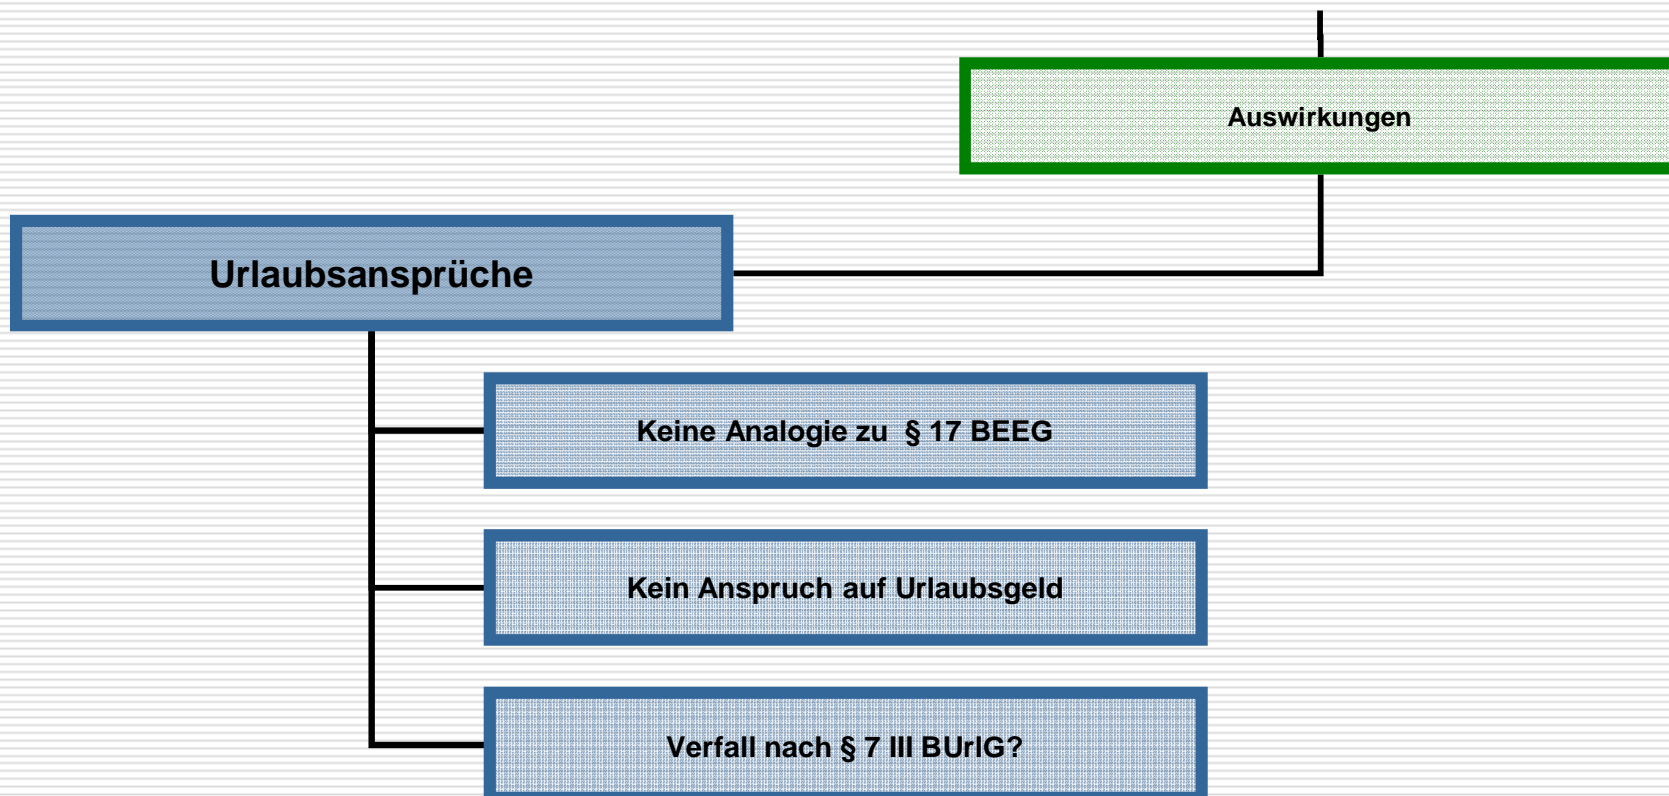 Auswirkungen
Urlaubsansprüche
Keine Analogie zu § 17 BEEG
Kein Anspruch auf Urlaubsgeld
Verfall nach § 7 III BUrlG?